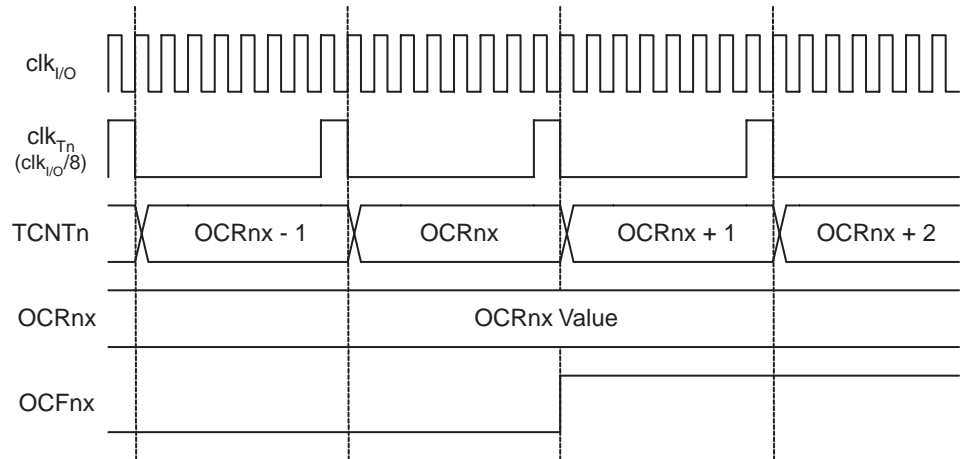 clkI/O
clkTn
(clkI/O/8)
TCNTn
OCRnx - 1
OCRnx
OCRnx + 1
OCRnx + 2
OCRnx
OCRnx Value
OCFnx